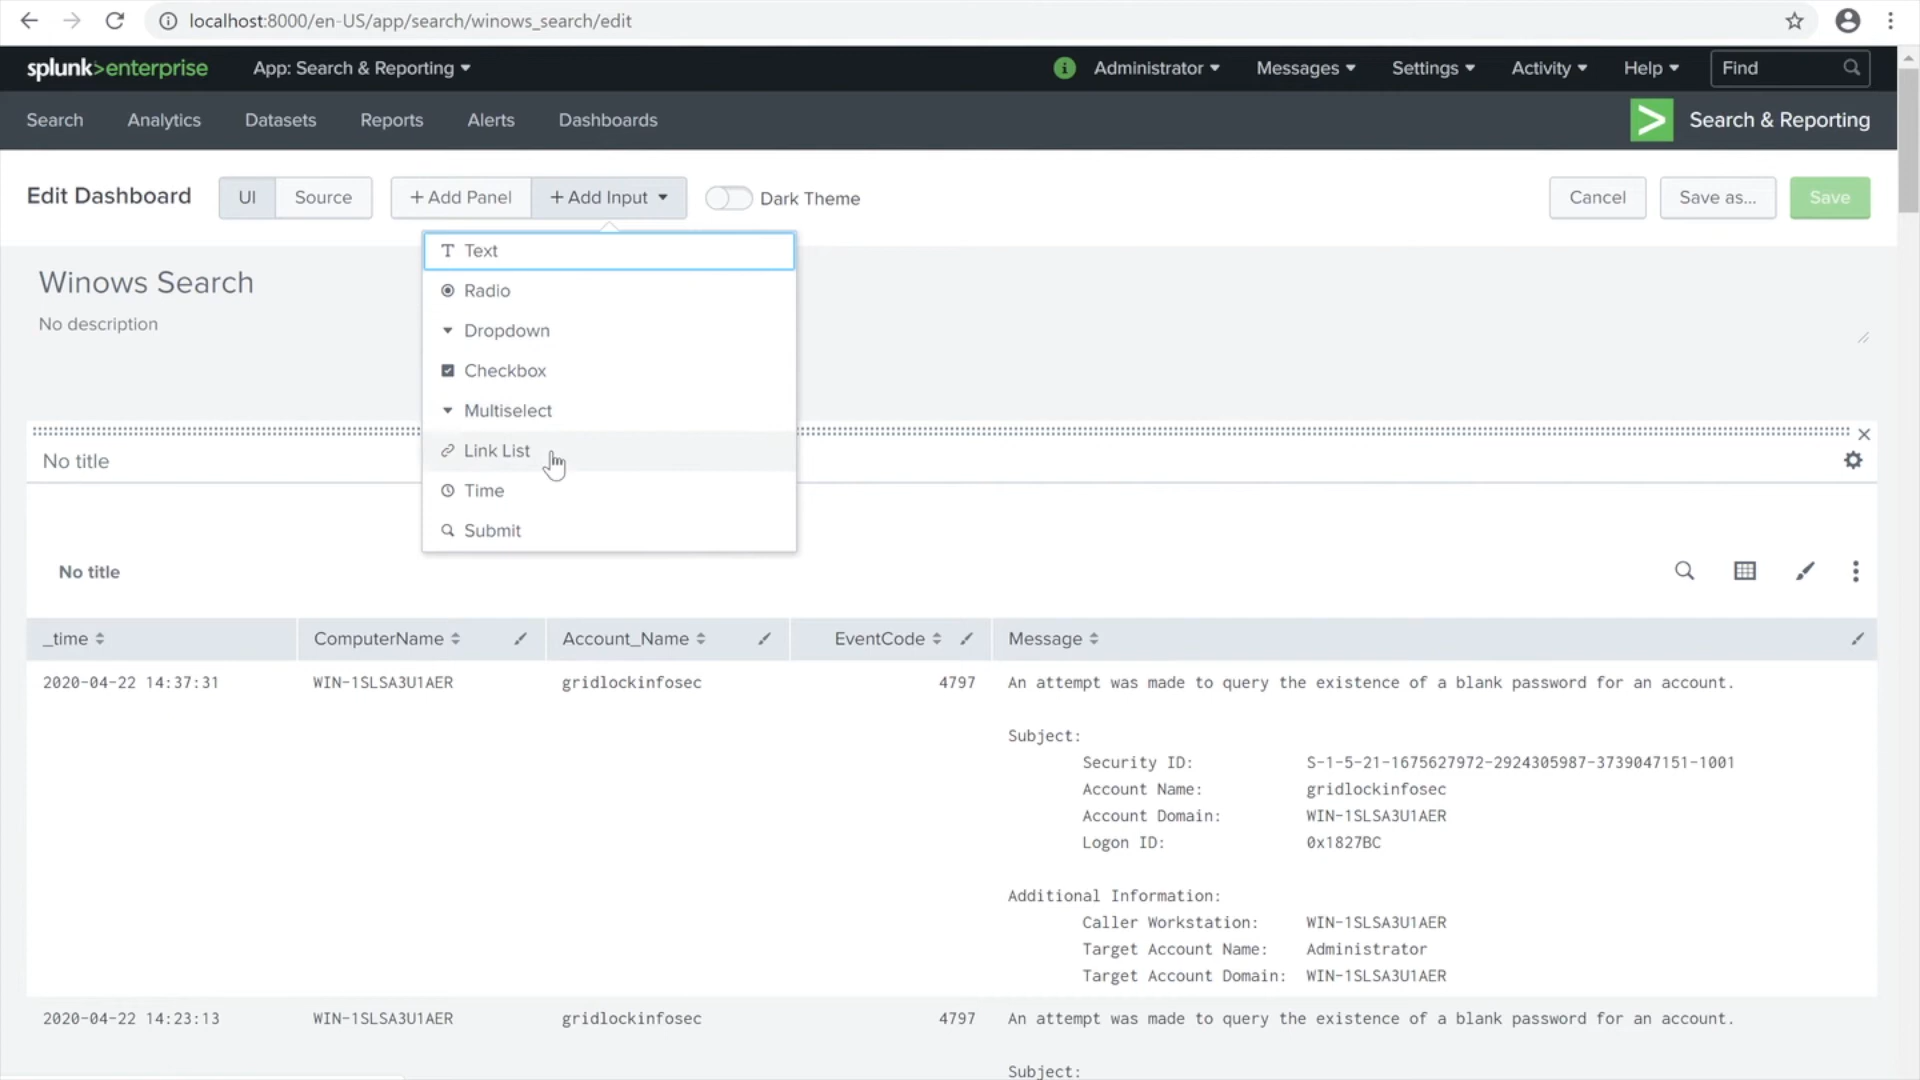 localhost:8000/en-US/app/search/winows_search/edit
splunk>enterprise App: Search & Reporting Administrator Messages Settings Activity Help Find
Search Analytics Datasets Reports Alerts Dashboards Search & Reporting
Edit Dashboard UI Source + Add Panel + Add Input Dark Theme Cancel Save as... Save
Text
Winows Search
Radio
No description
Dropdown
Checkbox
Multiselect
Link List
No title
Time
Submit
No title
_time ComputerName Account_Name EventCode Message
2020-04-22 14:37:31 WIN-1SLSA3U1AER gridlockinfosec 4797 An attempt was made to query the existence of a blank password for an account.
Subject:
Security ID: S-1-5-21-1675627972-2924305987-3739047151-1001
Account Name: gridlockinfosec
Account Domain: WIN-1SLSA3U1AER
Logon ID: 0x1827BC
Additional Information:
Caller Workstation: WIN-1SLSA3U1AER
Target Account Name: Administrator
Target Account Domain: WIN-1SLSA3U1AER
2020-04-22 14:23:13 WIN-1SLSA3U1AER gridlockinfosec 4797 An attempt was made to query the existence of a blank password for an account.
Subject: